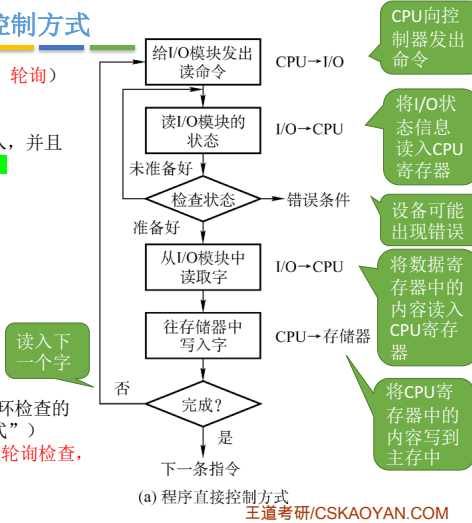 控制方式
CPU向控
制器发出
命令
给I/O模块发出
读命令
CPU→I/O
轮询)
将I/O状
态信息
读入CPU
寄存器
读I/O模块的
状态
I/O→CPU
,并且
未准备好
检查状态
错误条件
设备可能
出现错误
准备好
从I/O模块中
读取字
I/O→CPU
将数据寄
存器中的
内容读入
CPU寄存
器
往存储器中
写入字
CPU→存储器
读入下
一个字
否
完成?
将CPU寄
存器中的
内容写到
主存中
环检查的
式”)
轮询检查,
是
下一条指令
(a) 程序直接控制方式
王道考研/CSKAOYAN.COM